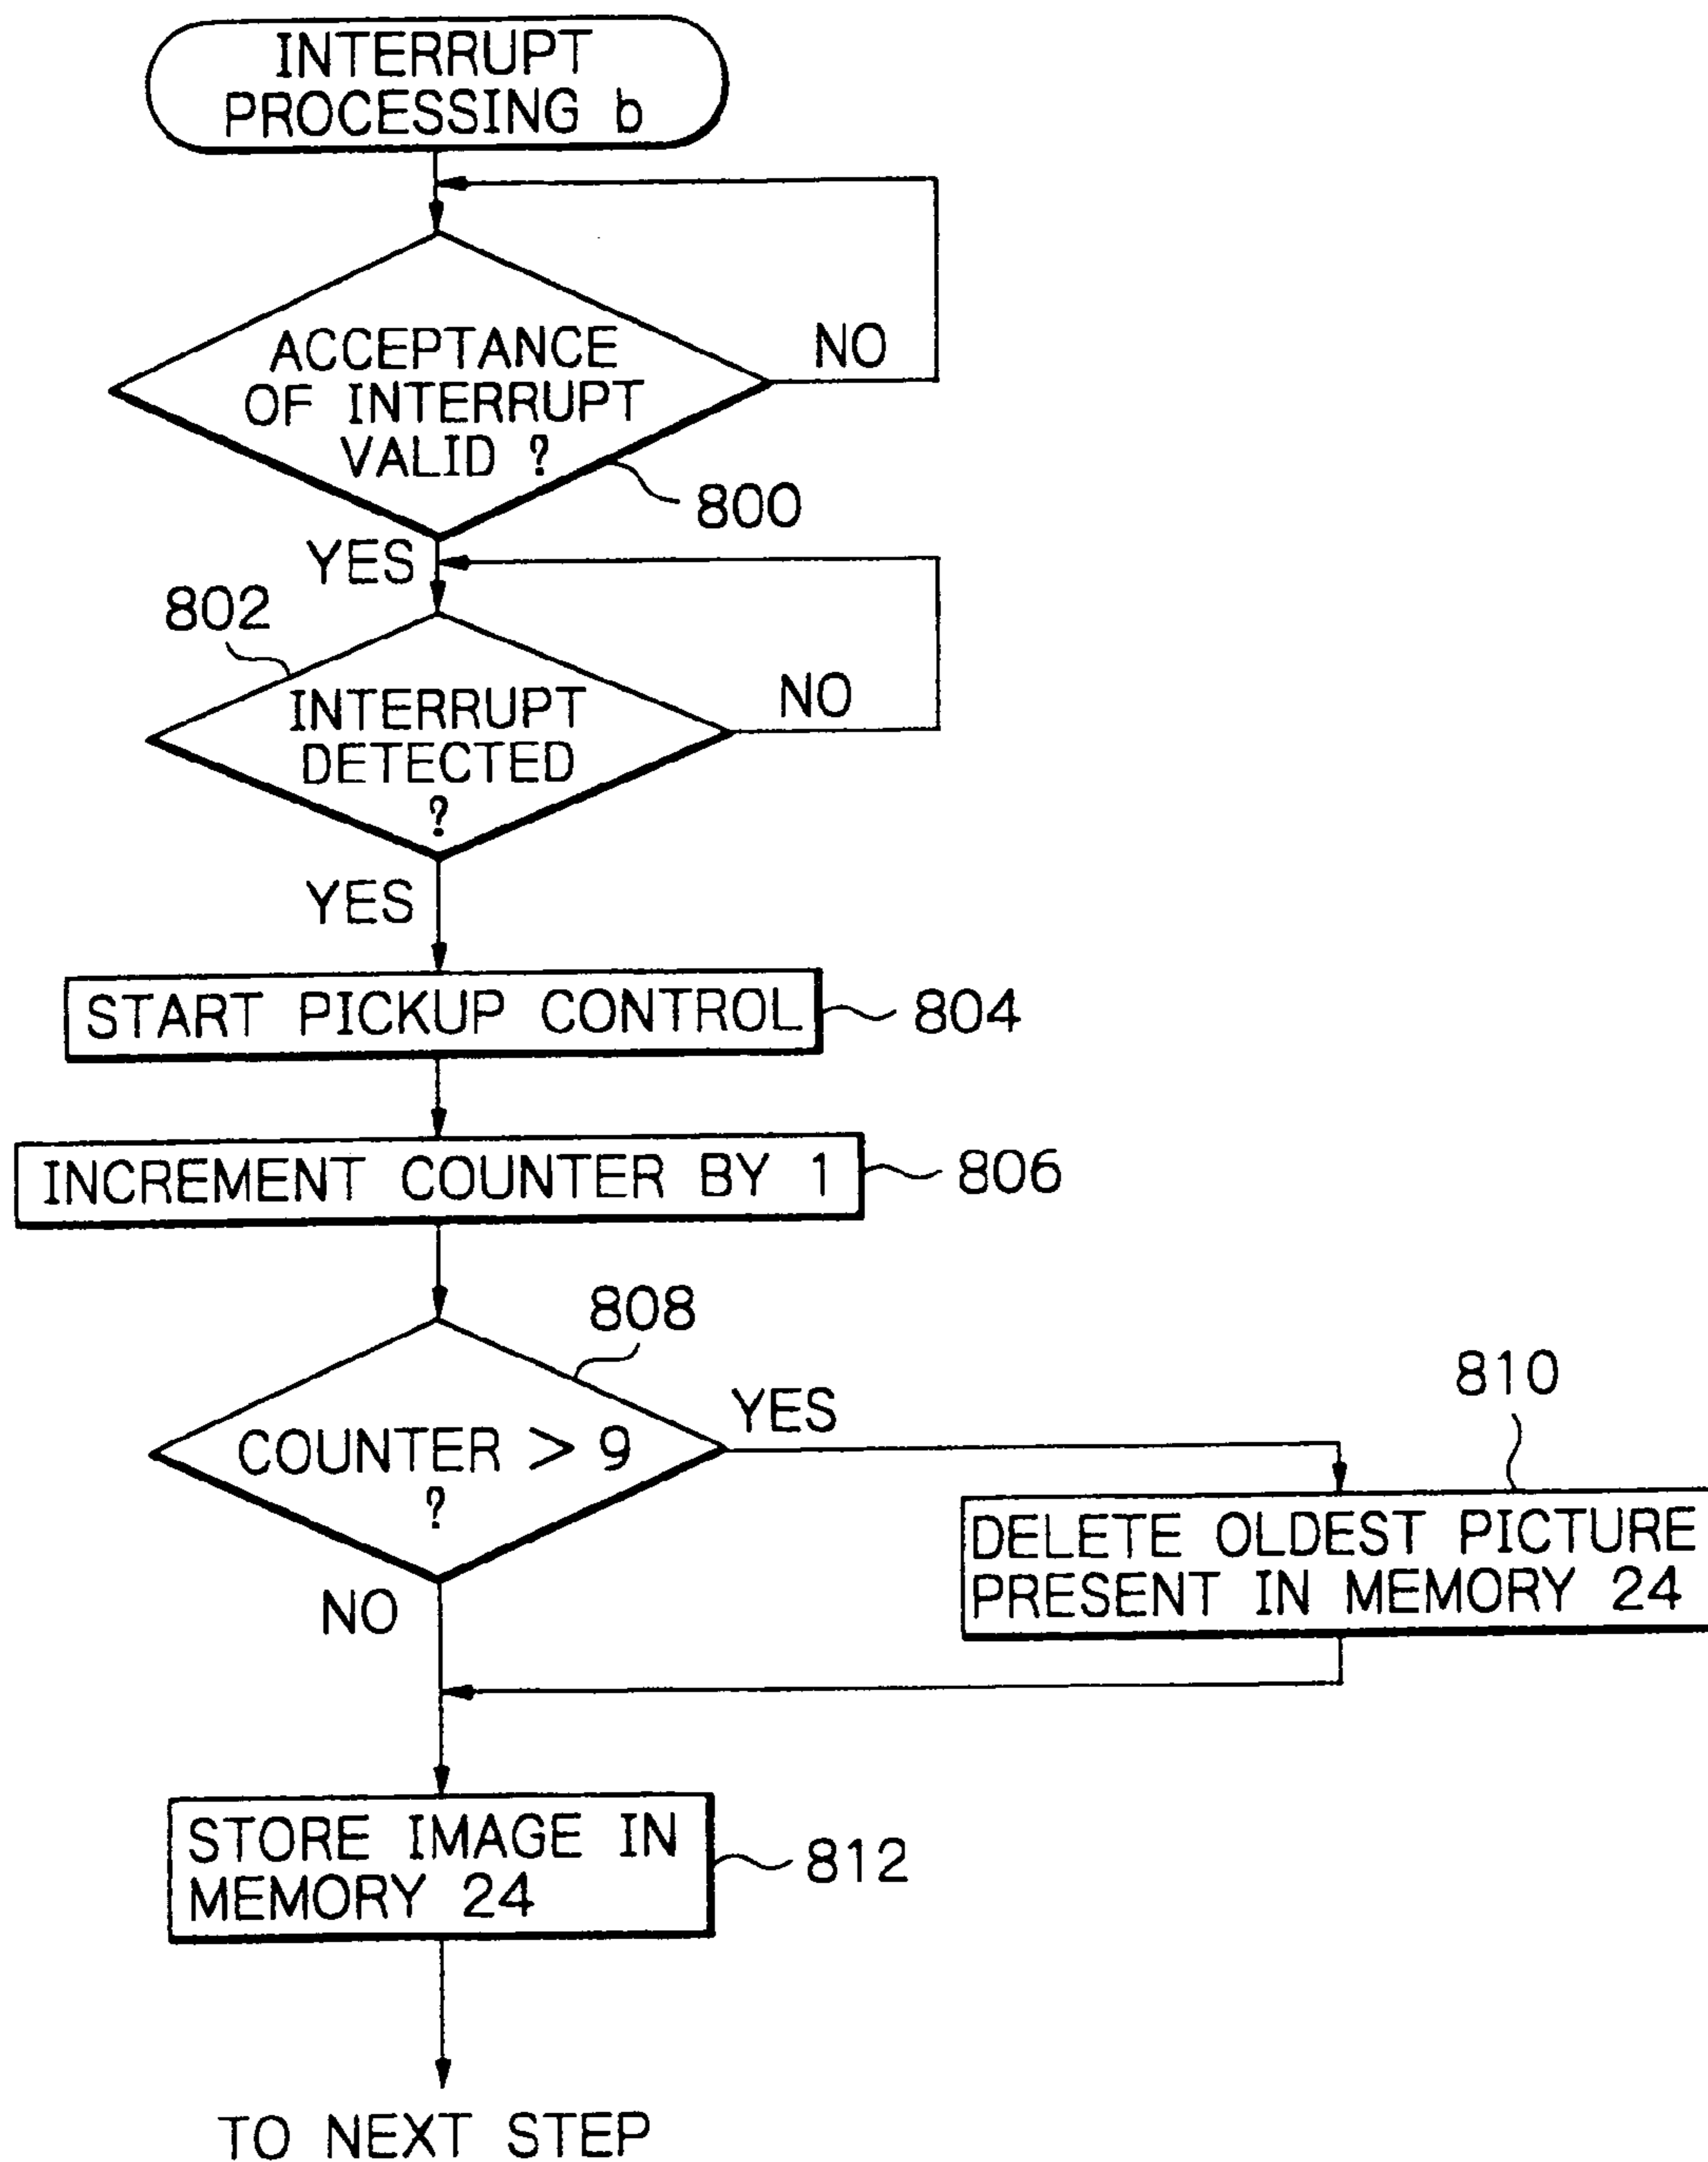 INTERRUPT
PROCESSING b
NO
ACCEPTANCE
OF INTERRUPT
VALID ?
800
YES
802
NO
INTERRUPT
DETECTED
?
YES
START PICKUP CONTROL
804
INCREMENT COUNTER BY 1
806
808
YES
COUNTER > 9
?
810
DELETE OLDEST PICTURE
PRESENT IN MEMORY 24
NO
STORE IMAGE IN
MEMORY 24
812
TO NEXT STEP